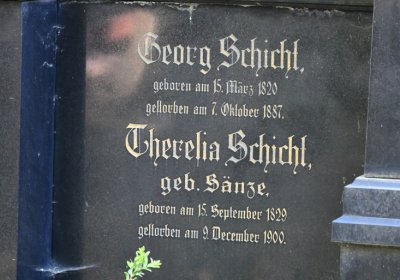 Georg Schicht,
geboren am 15. März 1820
gestorben am 7. Oktober 1887.
Theresia Schicht,
geb. Sänze.
geboren am 15. September 1829
gestorben am 9. December 1900.